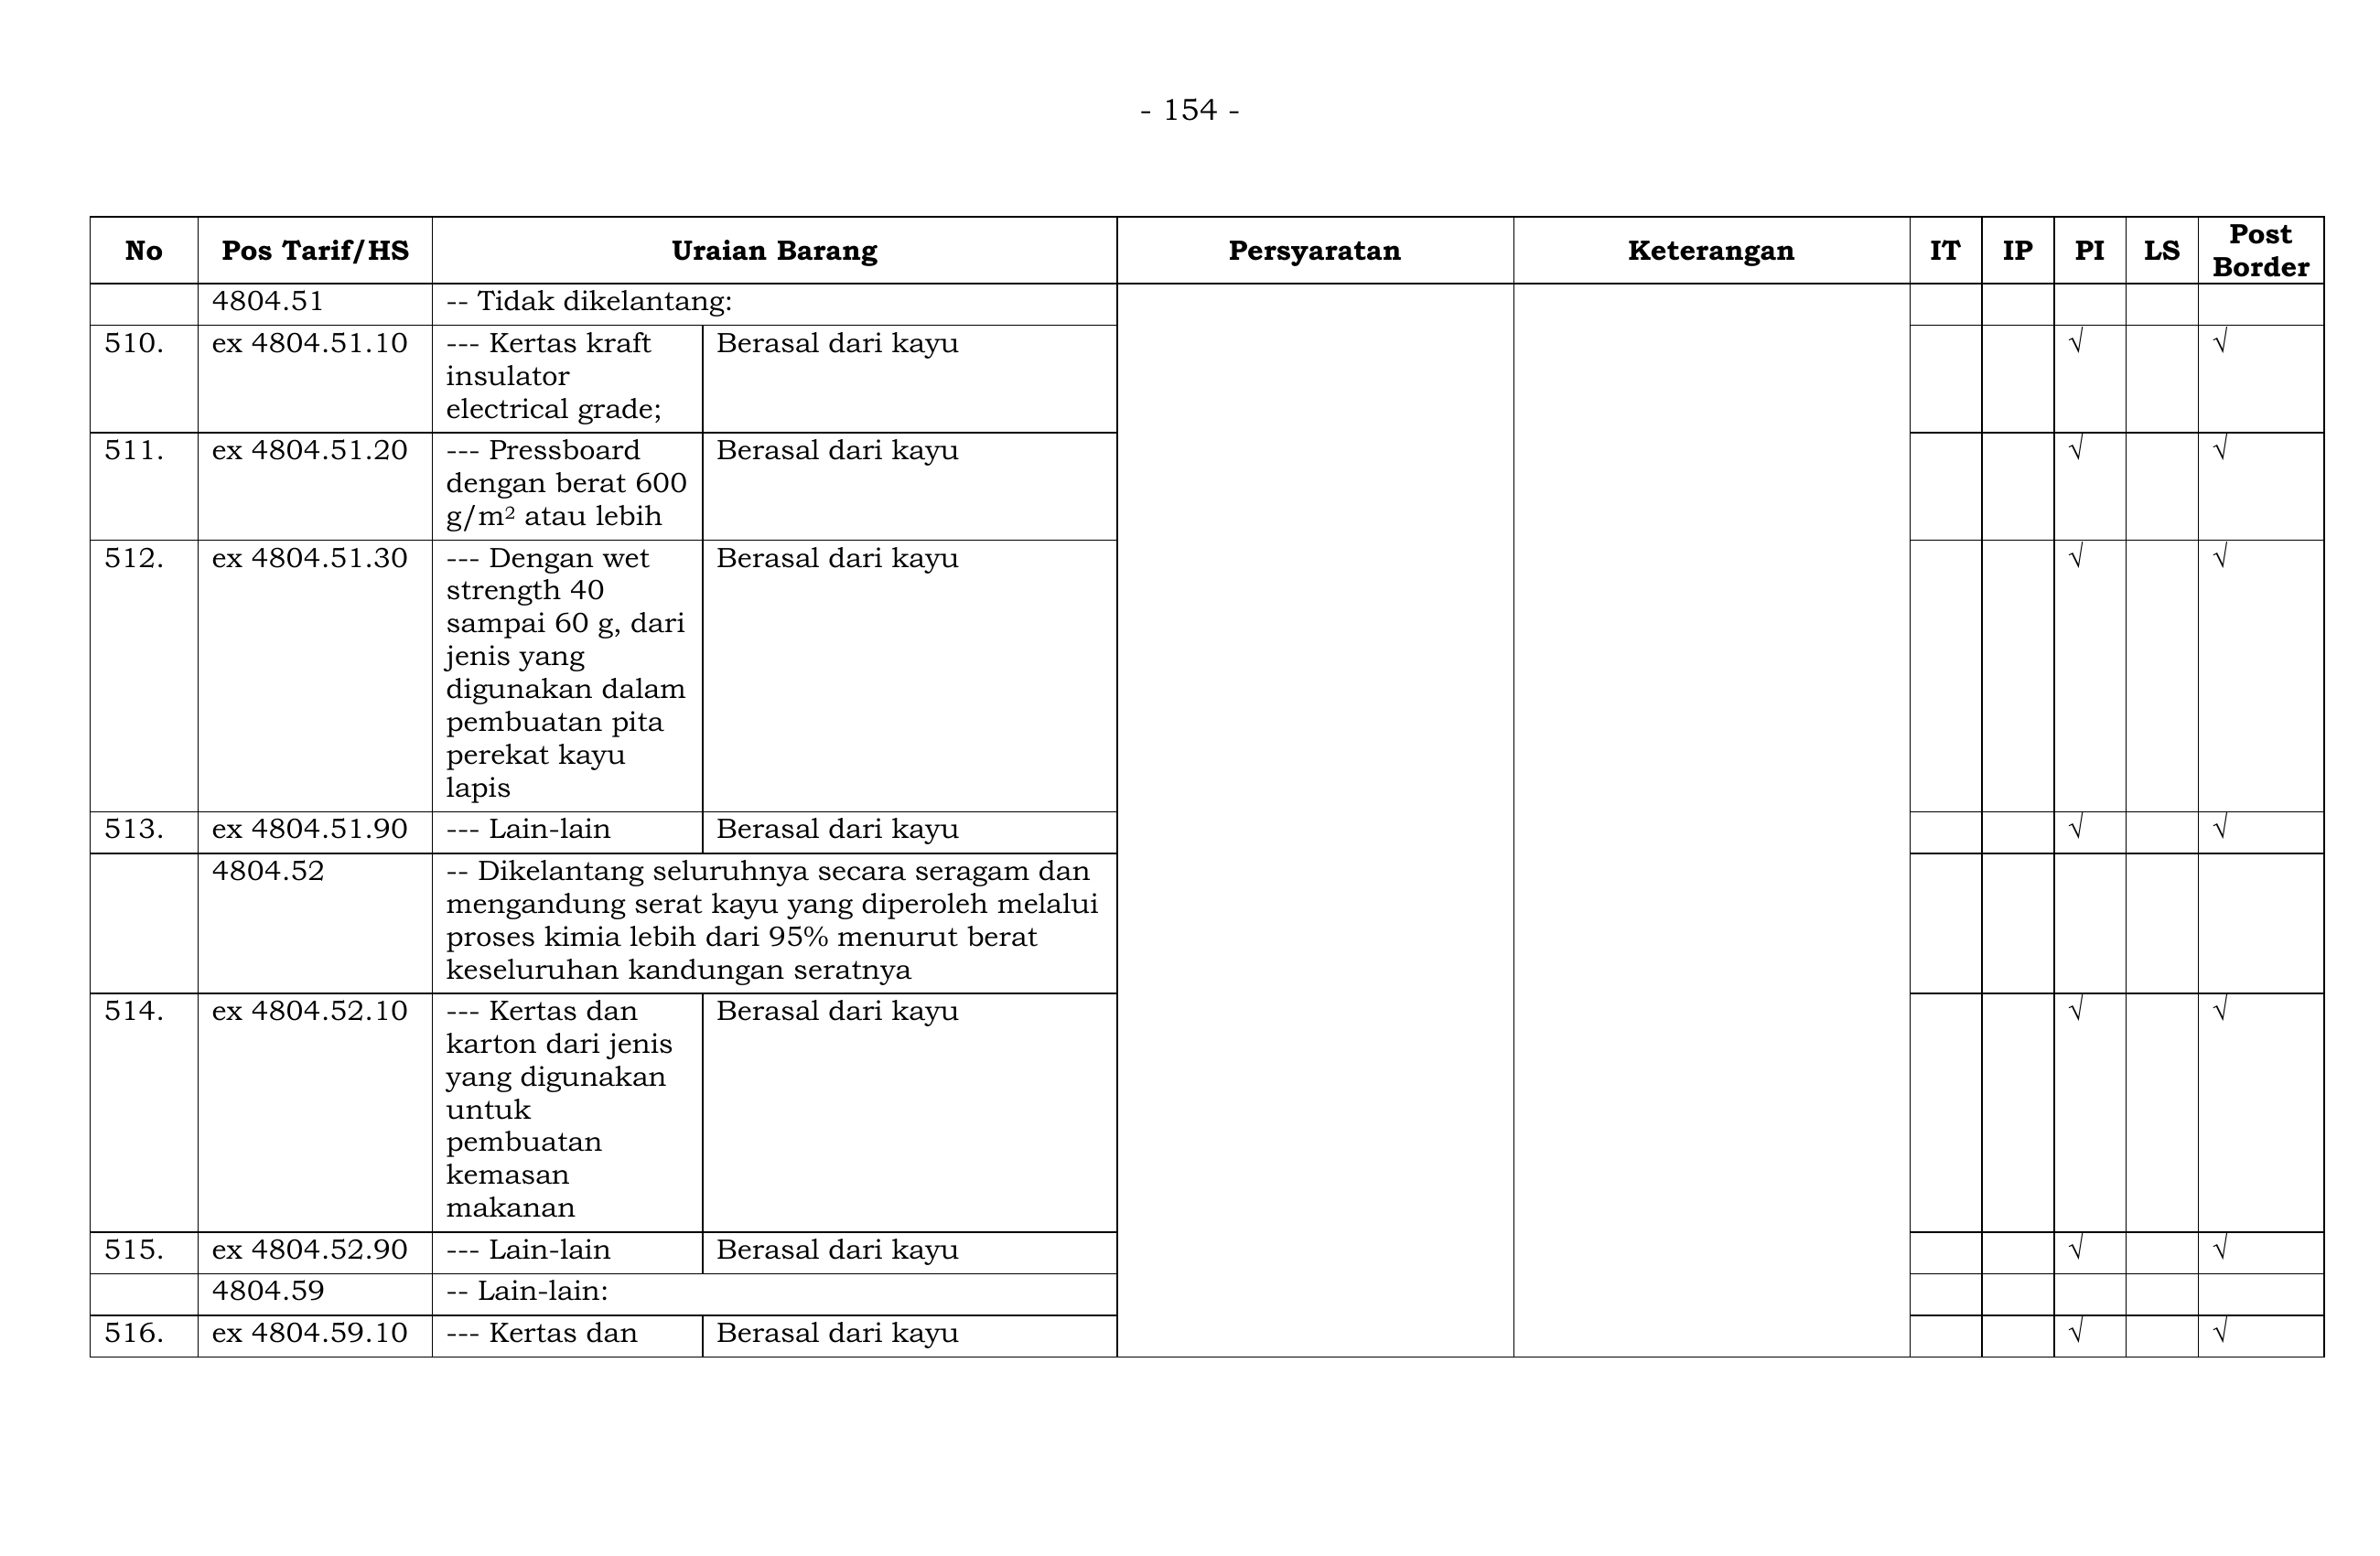 - 154 -
No Pos Tarif/HS Uraian Barang Persyaratan Keterangan IT IP PI LS Post Border
4804.51 -- Tidak dikelantang:
510. ex 4804.51.10 --- Kertas kraft Berasal dari kayu √ √
insulator
electrical grade;
511. ex 4804.51.20 --- Pressboard Berasal dari kayu √ √
dengan berat 600
g/m² atau lebih
512. ex 4804.51.30 --- Dengan wet Berasal dari kayu √ √
strength 40
sampai 60 g, dari
jenis yang
digunakan dalam
pembuatan pita
perekat kayu
lapis
513. ex 4804.51.90 --- Lain-lain Berasal dari kayu √ √
4804.52 -- Dikelantang seluruhnya secara seragam dan
mengandung serat kayu yang diperoleh melalui
proses kimia lebih dari 95% menurut berat
keseluruhan kandungan seratnya
514. ex 4804.52.10 --- Kertas dan Berasal dari kayu √ √
karton dari jenis
yang digunakan
untuk
pembuatan
kemasan
makanan
515. ex 4804.52.90 --- Lain-lain Berasal dari kayu √ √
4804.59 -- Lain-lain:
516. ex 4804.59.10 --- Kertas dan Berasal dari kayu √ √